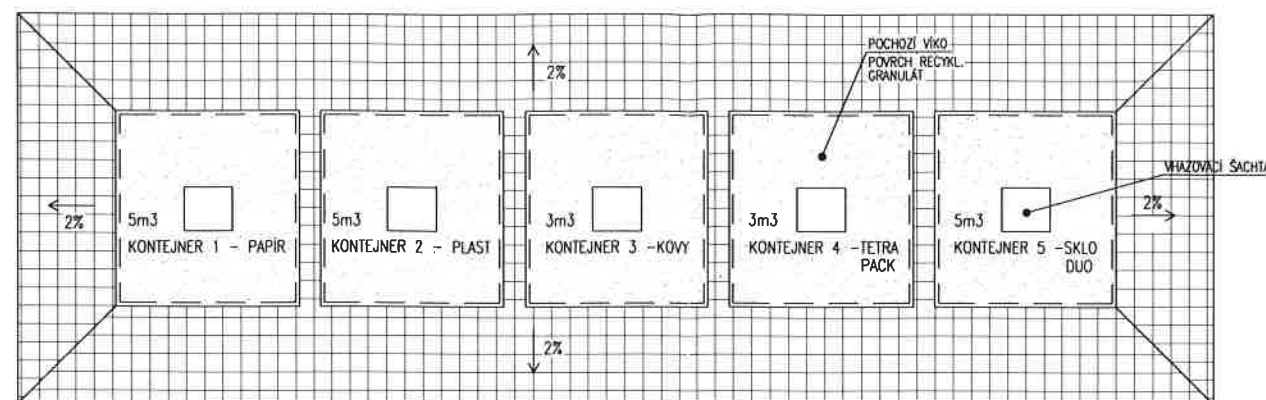 POCHOZÍ VÍKO
POVRCH RECYKL.
GRANULÁT
2%
VHAZOVACÍ ŠACHTA
2%
5m3
KONTEJNER 1 - PAPÍR
5m3
KONTEJNER 2 - PLAST
3m3
KONTEJNER 3 -KOVY
3m3
KONTEJNER 4 -TETRA
PACK
5m3
KONTEJNER 5 -SKLO
DUO
2%
2%